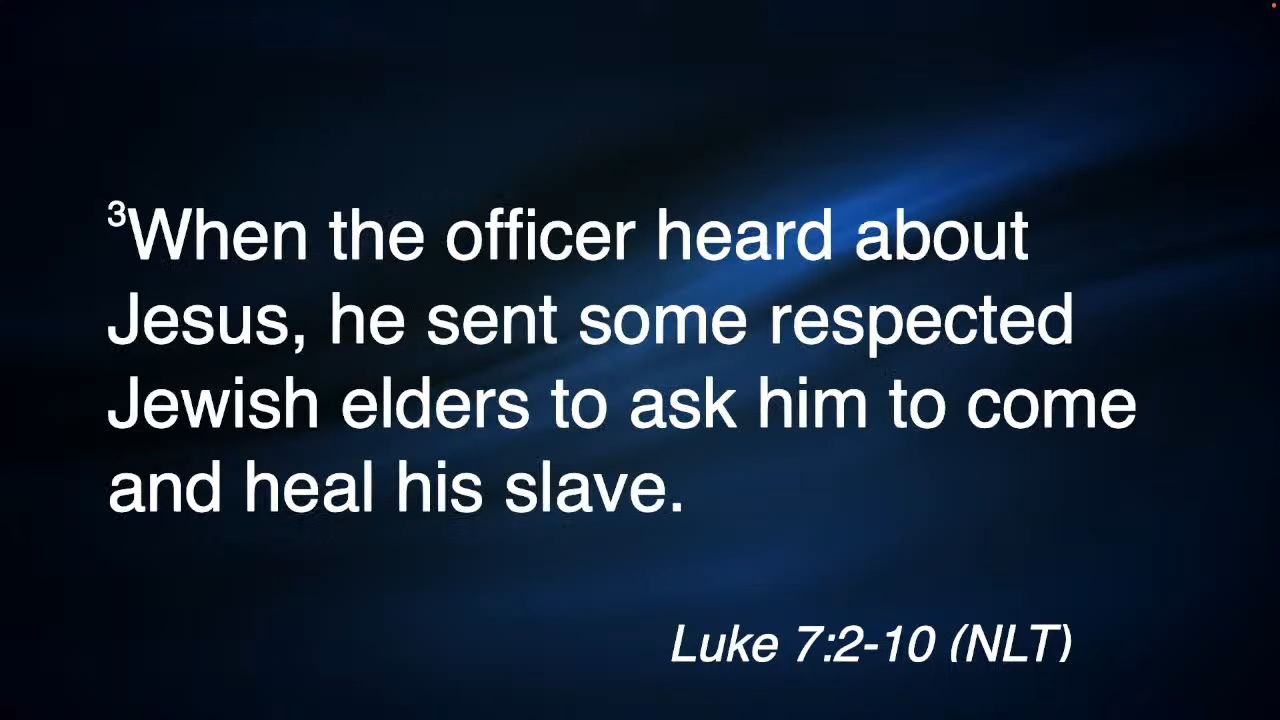 ³When the officer heard about
Jesus, he sent some respected
Jewish elders to ask him to come
and heal his slave.
Luke 7:2-10 (NLT)